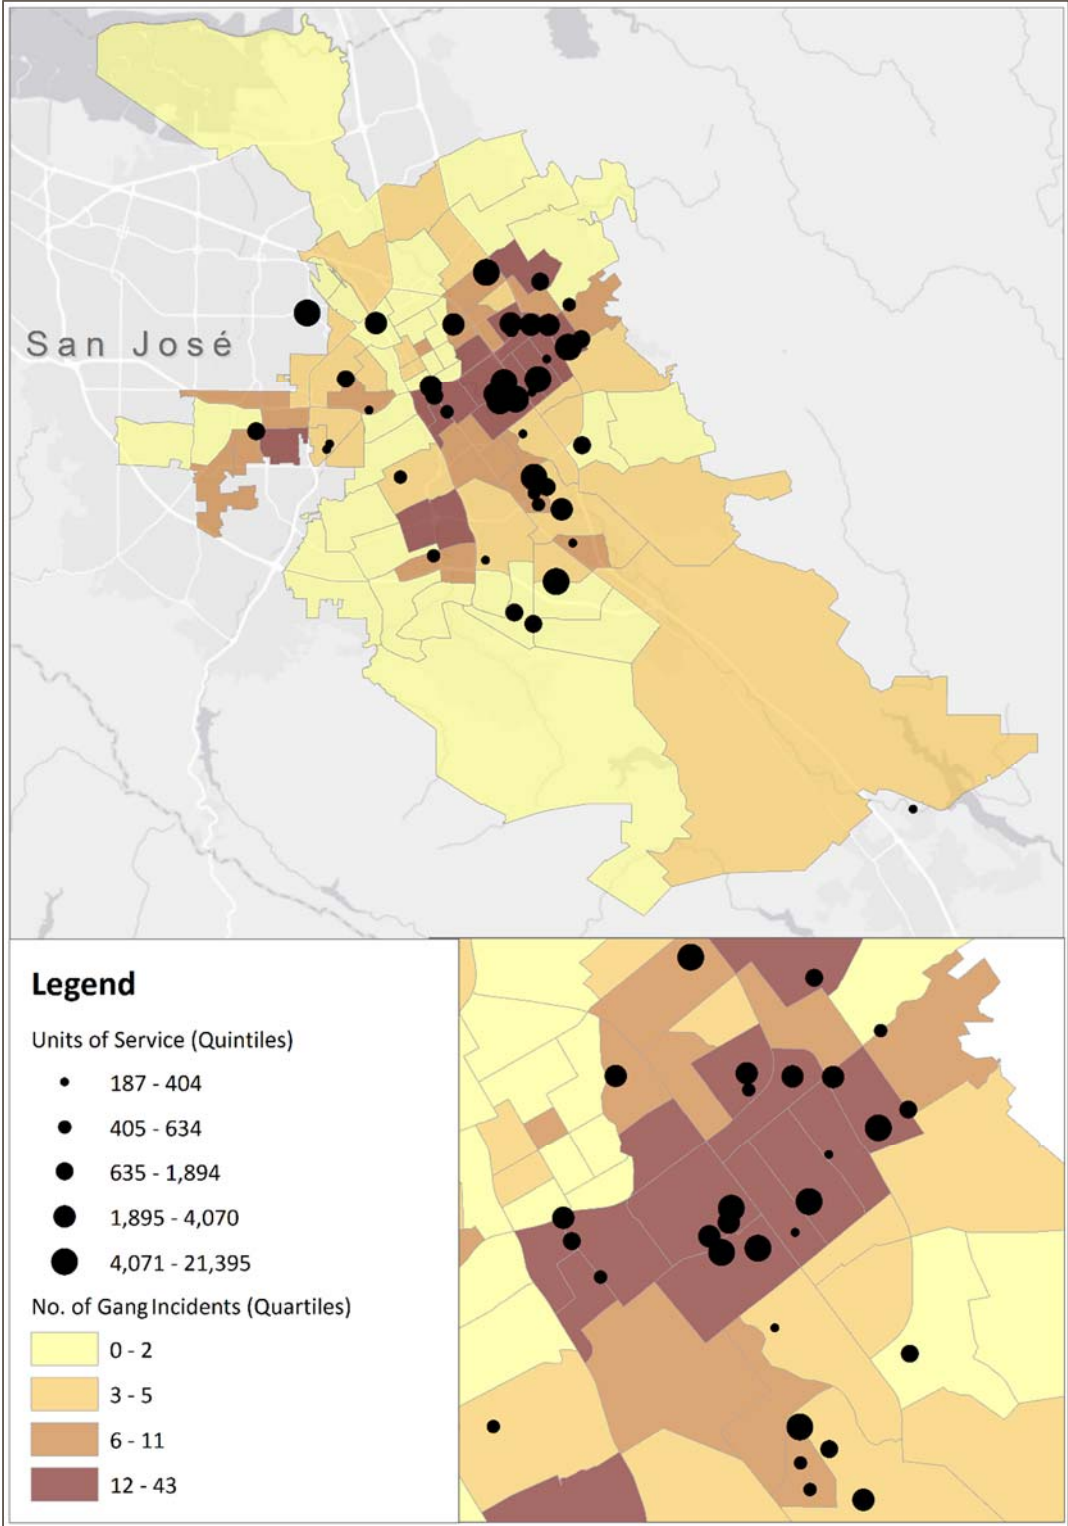 San José
Legend
Units of Service (Quintiles)
187 - 404
405 - 634
635 - 1,894
1,895 - 4,070
4,071 - 21,395
No. of Gang Incidents (Quartiles)
0 - 2
3 - 5
6 - 11
12 - 43